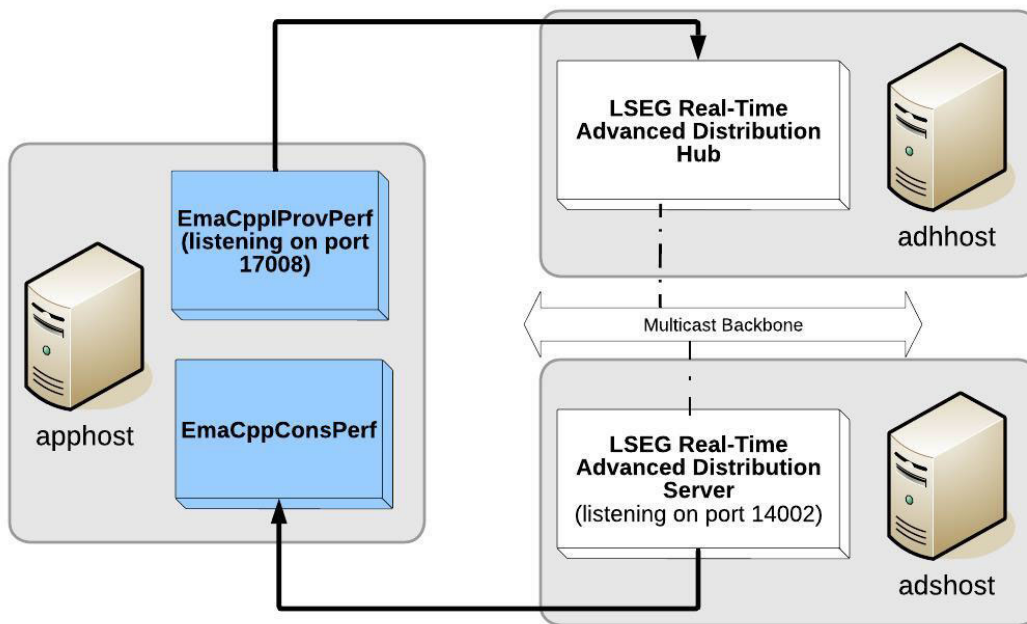 EmaCppIProvPerf
(listening on port
17008)
EmaCppConsPerf
apphost
LSEG Real-Time
Advanced Distribution
Hub
adhhost
Multicast Backbone
LSEG Real-Time
Advanced Distribution
Server
(listening on port 14002)
adshost